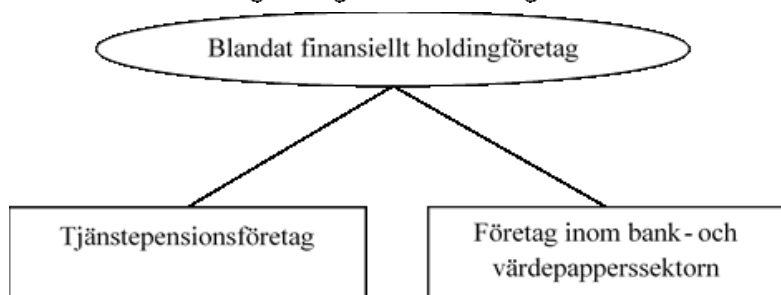 Blandat finansiellt holdingföretag
Tjänstepensionsföretag
Företag inom bank- och
värdepapperssektorn